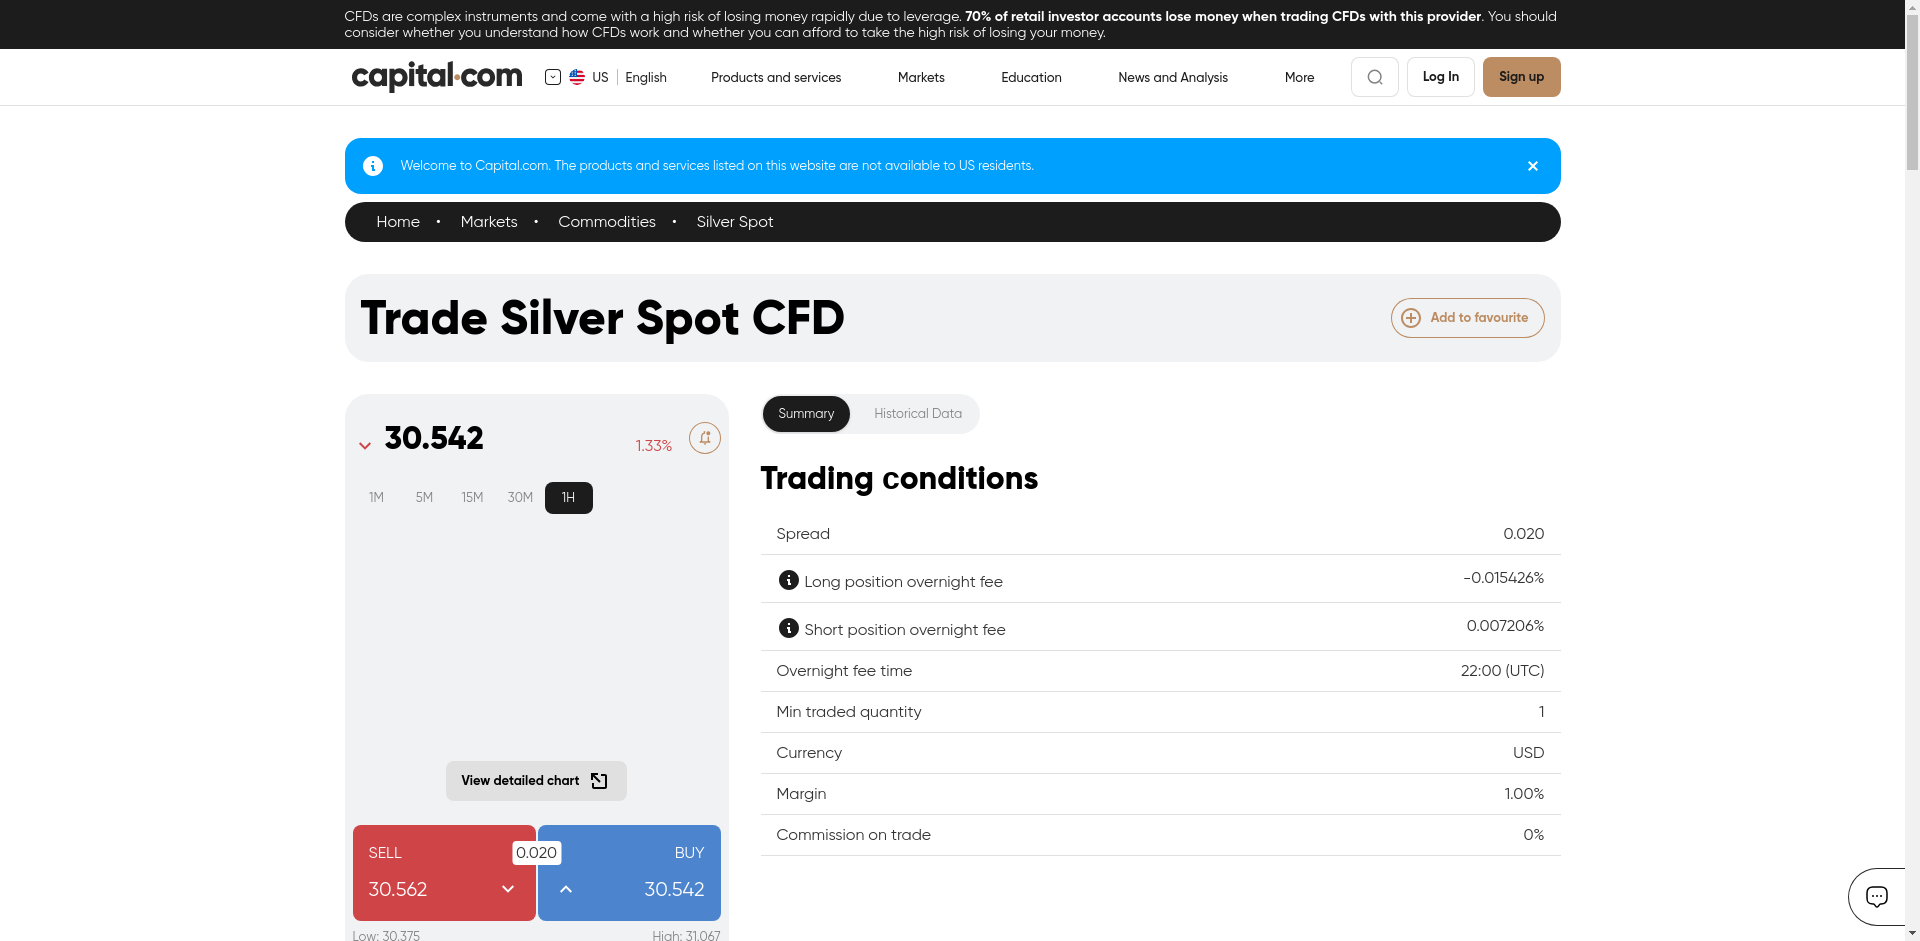 CFDs are complex instruments and come with a high risk of losing money rapidly due to leverage. 70% of retail investor accounts lose money when trading CFDs with this provider. You should
consider whether you understand how CFDs work and whether you can afford to take the high risk of losing your money.
capital.com
US English
Products and services
Markets
Education
News and Analysis
More
Log In
Sign up
Welcome to Capital.com. The products and services listed on this website are not available to US residents.
Home • Markets • Commodities • Silver Spot
Trade Silver Spot CFD
Add to favourite
30.542
1.33%
1M 5M 15M 30M 1H
View detailed chart
SELL
0.020
BUY
30.562
30.542
Low: 30.375
High: 31.067
Summary
Historical Data
Trading conditions
Spread 0.020
Long position overnight fee -0.015426%
Short position overnight fee 0.007206%
Overnight fee time 22:00 (UTC)
Min traded quantity 1
Currency USD
Margin 1.00%
Commission on trade 0%